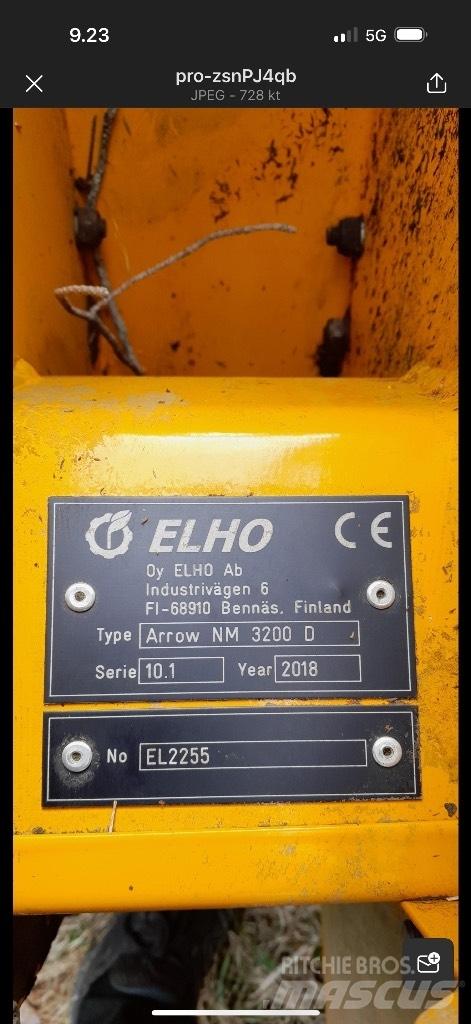 9.23
5G
pro-zsnPJ4qb
JPEG - 728 kt
ELHO CE
Oy ELHO Ab
Industrivägen 6
FI-68910 Bennäs, Finland
Type Arrow NM 3200 D
Serie 10.1 Year 2018
No EL2255
RITCHIE BROS.
MASCUS